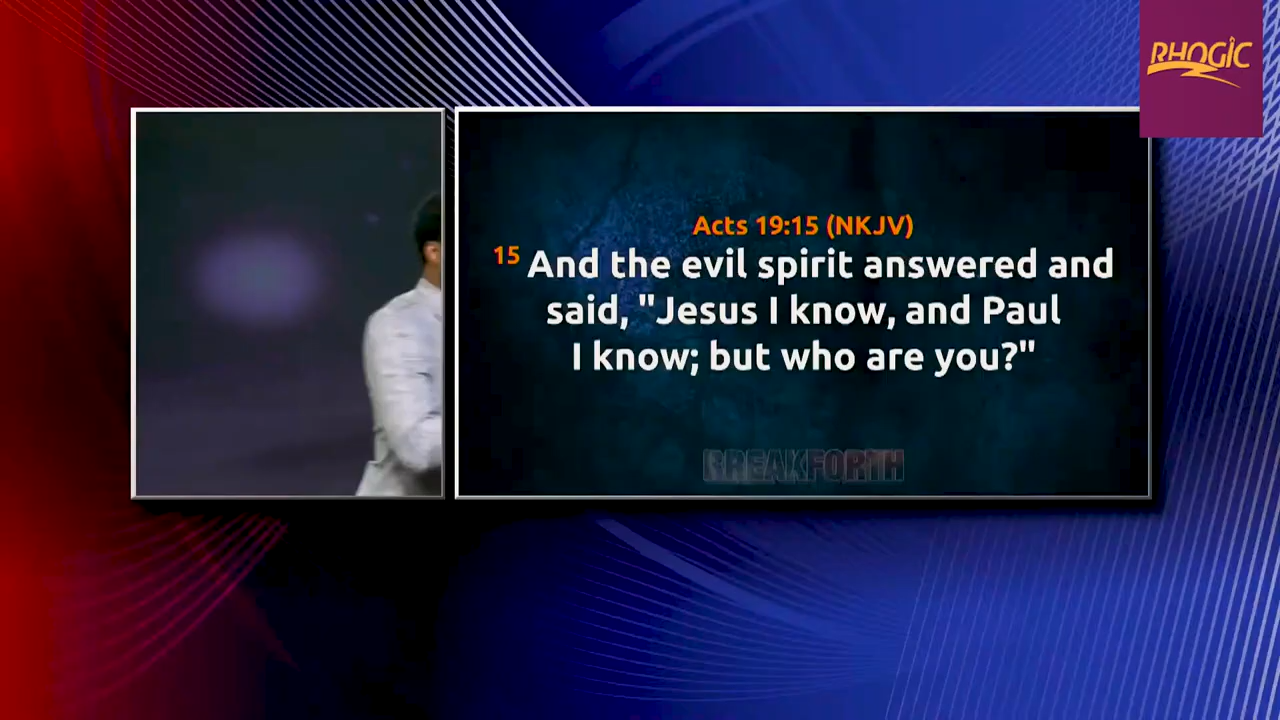 RHOGIC
Acts 19:15 (NKJV)
15 And the evil spirit answered and
said, "Jesus I know, and Paul
I know; but who are you?"
BREAKFORTH